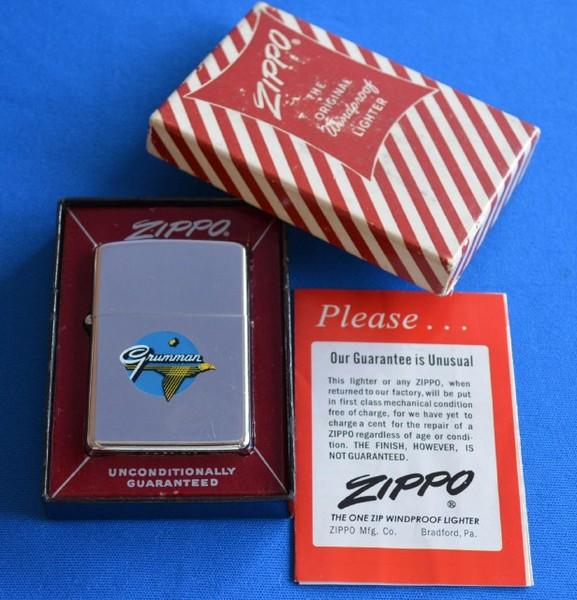 ZIPPO®
THE
ORIGINAL
Windproof
LIGHTER
ZIPPO®
Grumman
UNCONDITIONALLY
GUARANTEED
Please...
Our Guarantee is Unusual
This lighter or any ZIPPO, when
returned to our factory, will be put
in first class mechanical condition
free of charge, for we have yet to
charge a cent for the repair of a
ZIPPO regardless of age or condi-
tion. THE FINISH, HOWEVER, IS
NOT GUARANTEED.
ZIPPO
®
THE ONE ZIP WINDPROOF LIGHTER
ZIPPO Mfg. Co. Bradford, Pa.